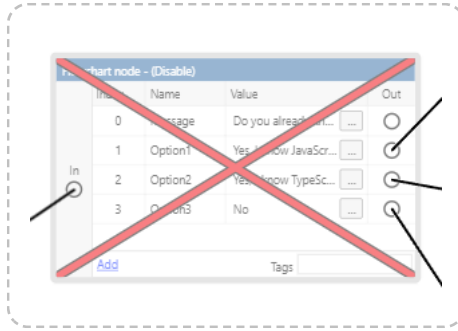 chart node - (Disable)
Name Value Out
0 Do you
1 Option1 Yes, I know JavaScr... ...
In
2 Option2 Yes, I know TypeSc... ...
3 No ...
Add Tags